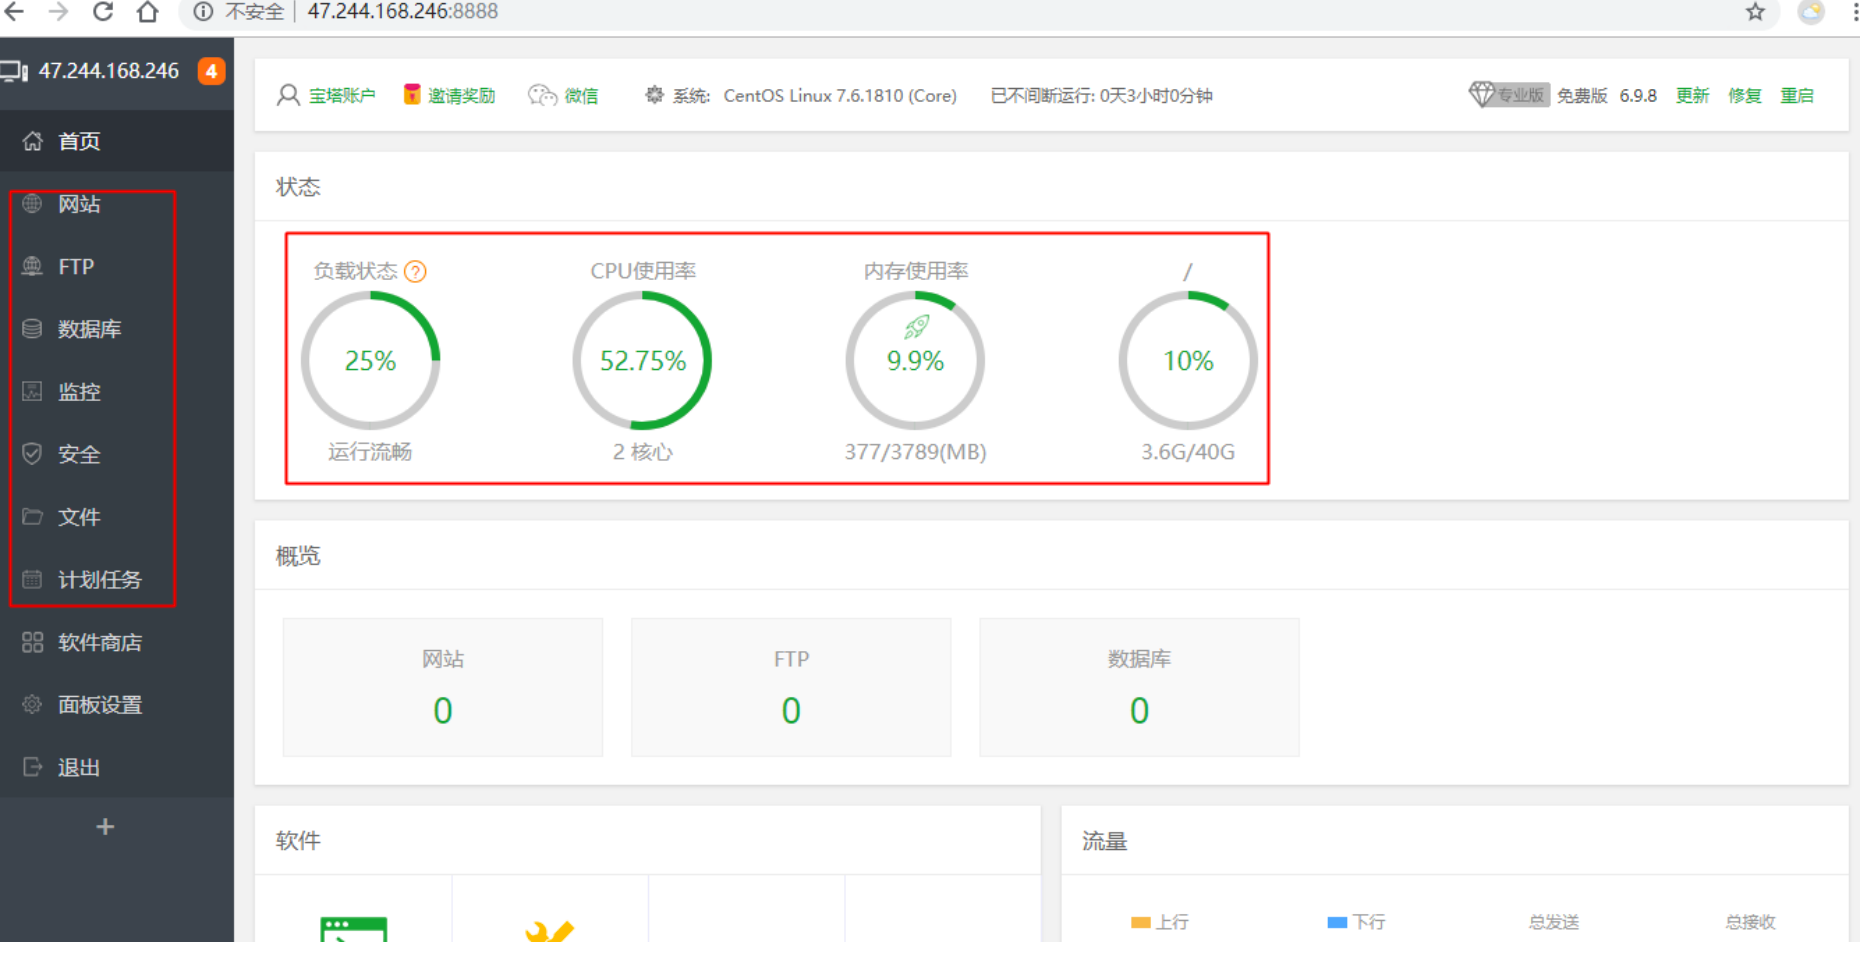 不安全 47.244.168.246:8888
47.244.168.246 4
首页
网站
FTP
数据库
监控
安全
文件
计划任务
软件商店
面板设置
退出
+
宝塔账户 邀请奖励 微信 系统: CentOS Linux 7.6.1810 (Core) 已不间断运行: 0天3小时0分钟 专业版 免费版 6.9.8 更新 修复 重启
状态
负载状态 ? CPU使用率 内存使用率 /
25% 52.75% 9.9% 10%
运行流畅 2 核心 377/3789(MB) 3.6G/40G
概览
网站 FTP 数据库
0 0 0
软件 流量
上行 下行 总发送 总接收